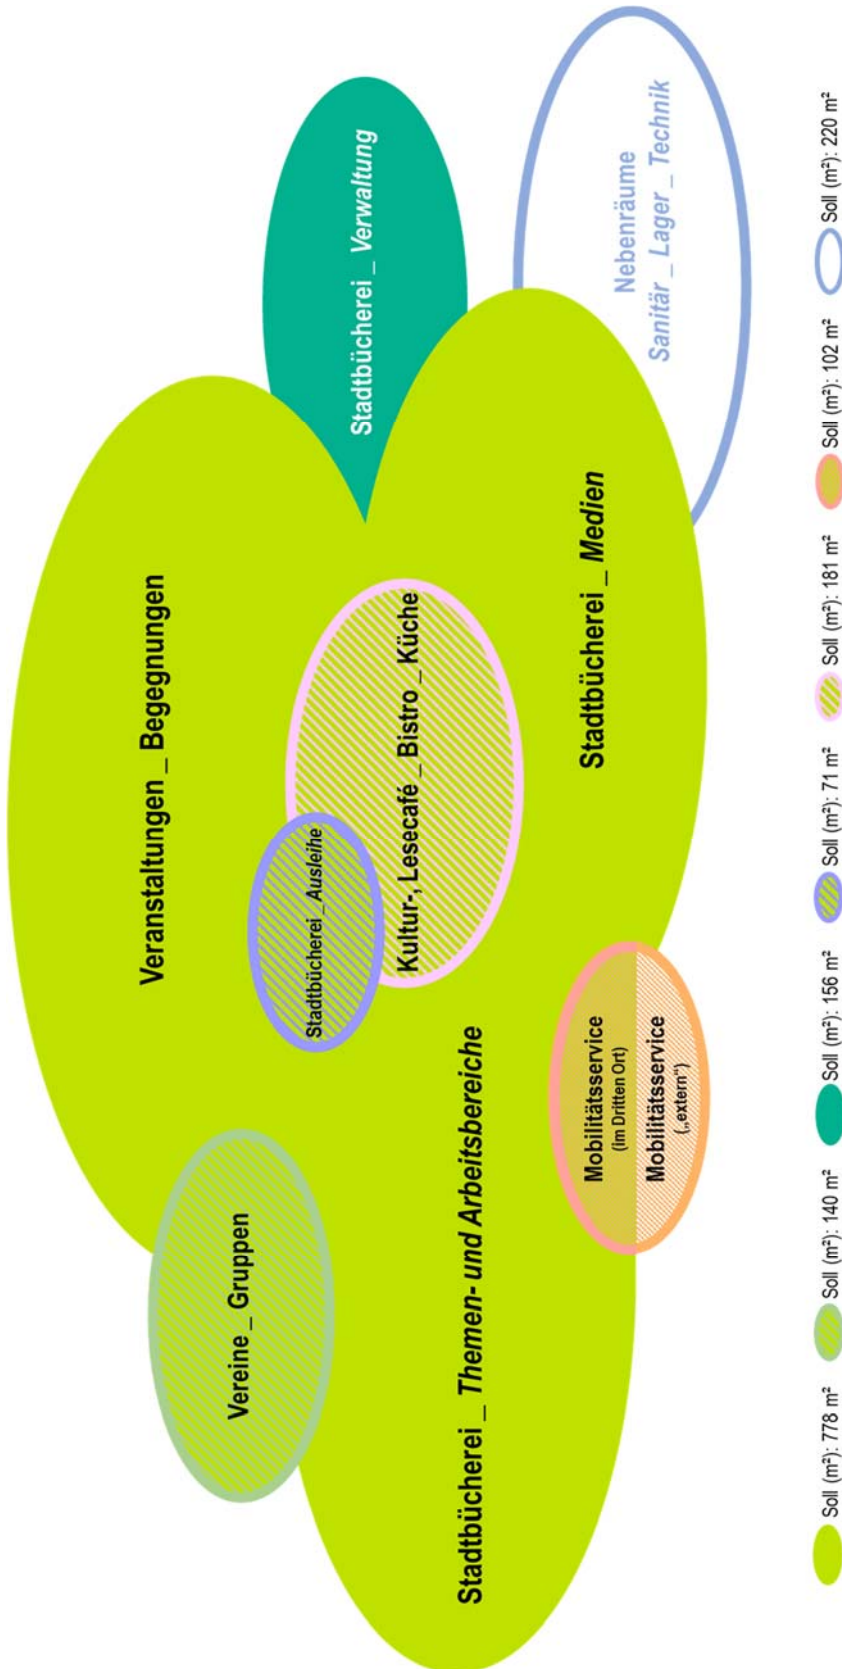 Veranstaltungen _ Begegnungen
Vereine _ Gruppen
Stadtbücherei _ Ausleihe
Stadtbücherei _ Verwaltung
Kultur-, Lesecafé _ Bistro _ Küche
Stadtbücherei _ Themen- und Arbeitsbereiche
Stadtbücherei _ Medien
Mobilitätsservice
(im Dritten Ort)
Mobilitätsservice
(„extern“)
Nebenräume
Sanitär _ Lager _ Technik
Soll (m²): 778 m²
Soll (m²): 140 m²
Soll (m²): 156 m²
Soll (m²): 71 m²
Soll (m²): 181 m²
Soll (m²): 102 m²
Soll (m²): 220 m²